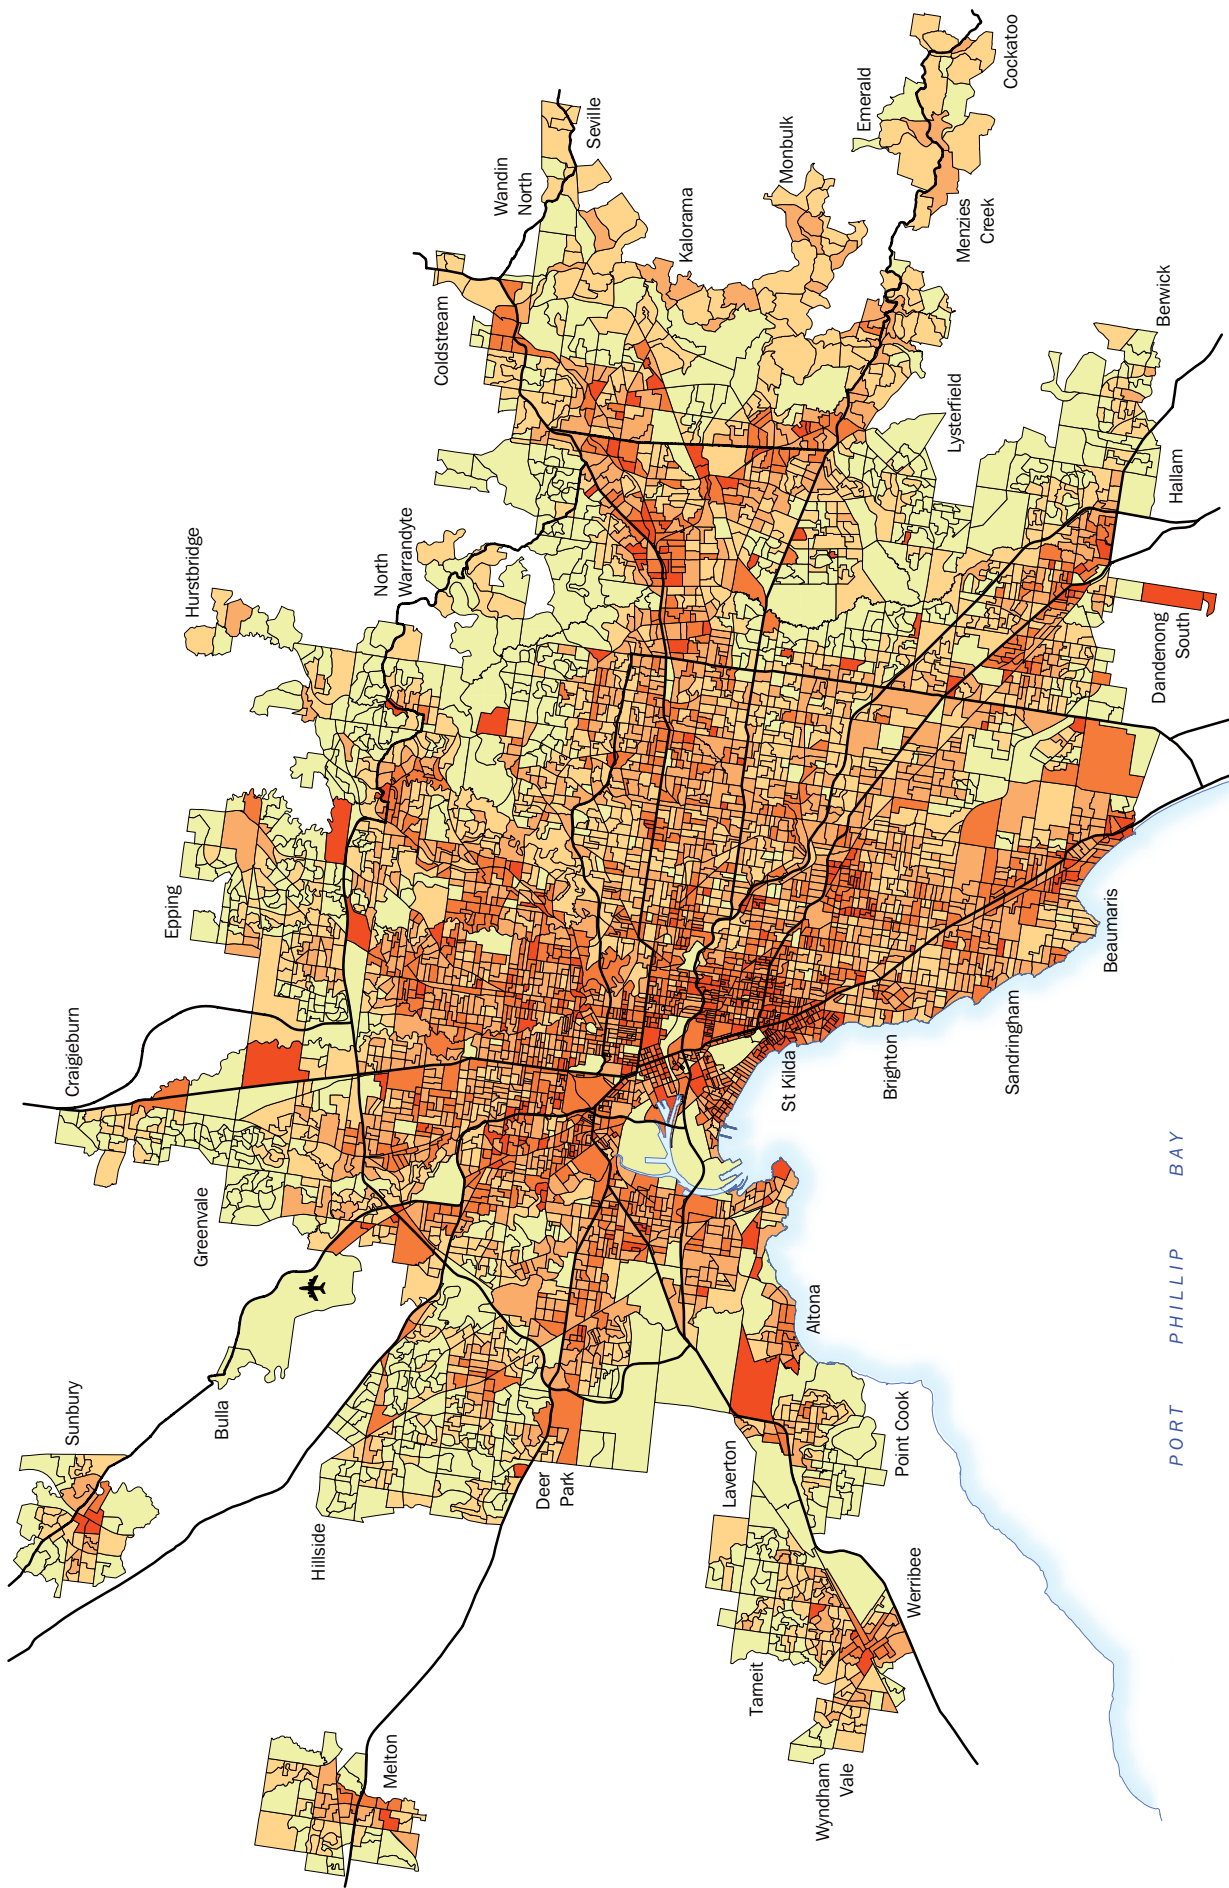 Sunbury
Craigieburn
Epping
Hurstbridge
Greenvale
Bulla
Hillside
North
Warrandyte
Melton
Coldstream
Wandin
North
Deer
Park
Seville
Kalorama
Laverton
Tarneit
St Kilda
Monbulk
Altona
Wyndham
Vale
Emerald
Brighton
Point Cook
Werribee
Lysterfield
Menzies
Creek
Sandringham
Cockatoo
Beaumaris
Dandenong
South
Berwick
Hallam
PORT PHILLIP BAY